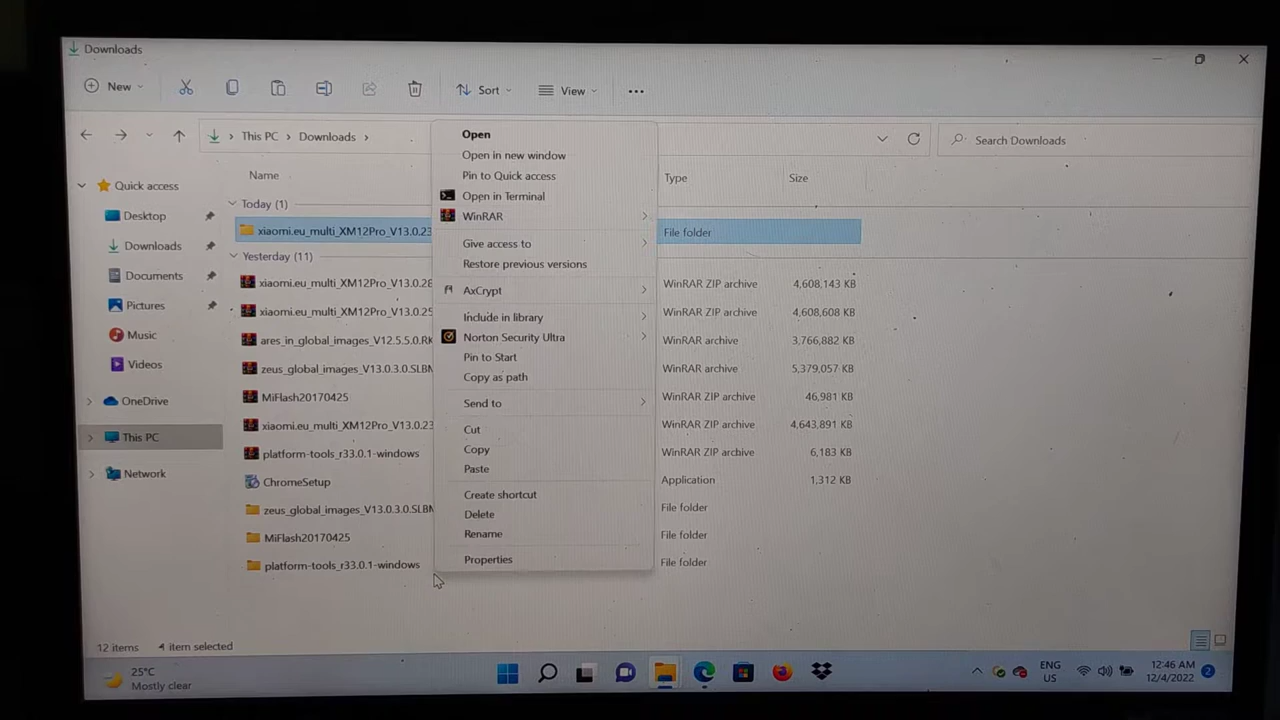 Downloads
New
Sort
View
This PC
Downloads
Search Downloads
Name
Type
Size
Quick access
Desktop
Downloads
Documents
Pictures
Music
Videos
OneDrive
This PC
Network
Today (1)
xiaomi.eu_multi_XM12Pro_V13.0.23
File folder
Yesterday (11)
xiaomi.eu_multi_XM12Pro_V13.0.28
WinRAR ZIP archive
4,608,143 KB
xiaomi.eu_multi_XM12Pro_V13.0.25
WinRAR ZIP archive
4,608,608 KB
ares_in_global_images_V12.5.5.0.RK
WinRAR archive
3,766,882 KB
zeus_global_images_V13.0.3.0.SLBM
WinRAR archive
5,379,057 KB
MiFlash20170425
WinRAR ZIP archive
46,981 KB
xiaomi.eu_multi_XM12Pro_V13.0.23
WinRAR ZIP archive
4,643,891 KB
platform-tools_r33.0.1-windows
WinRAR ZIP archive
6,183 KB
ChromeSetup
Application
1,312 KB
zeus_global_images_V13.0.3.0.SLBM
File folder
MiFlash20170425
File folder
platform-tools_r33.0.1-windows
File folder
Open
Open in new window
Pin to Quick access
Open in Terminal
WinRAR
Give access to
Restore previous versions
AxCrypt
Include in library
Norton Security Ultra
Pin to Start
Copy as path
Send to
Cut
Copy
Paste
Create shortcut
Delete
Rename
Properties
12 items
item selected
25°C
Mostly clear
ENG
US
12:46 AM
12/4/2022
2